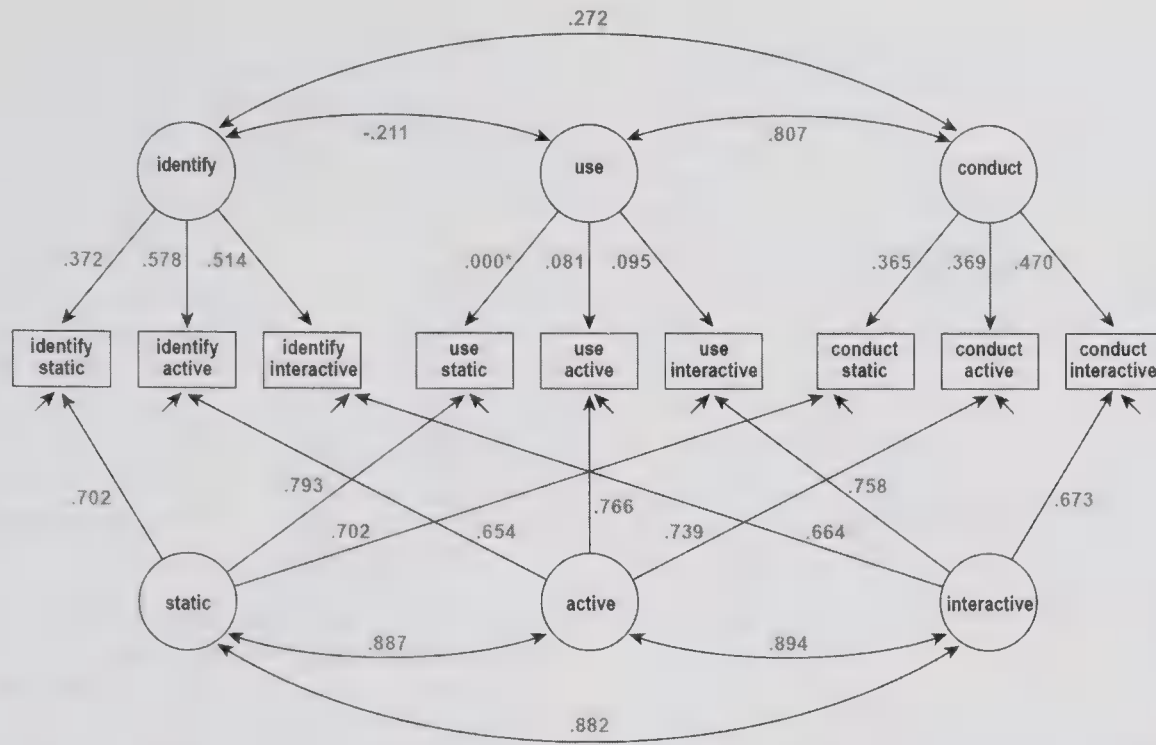 .272
-.211
.807
identify
use
conduct
.372
.578
.514
.000*
.081
.095
.365
.369
.470
identify
static
identify
active
identify
interactive
use
static
use
active
use
interactive
conduct
static
conduct
active
conduct
interactive
.702
.793
.702
.654
.766
.739
.664
.758
.673
static
active
interactive
.887
.894
.882